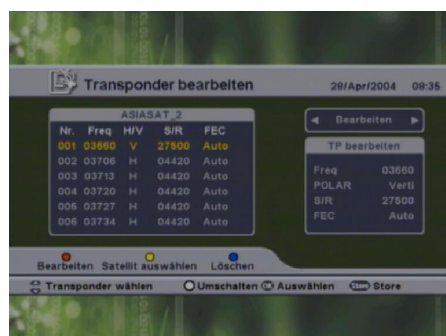 Transponder bearbeiten 28/Apr/2004 09:35
ASIASAT_2
Nr. Freq H/V S/R FEC
001 03660 V 27500 Auto
002 03706 H 04420 Auto
003 03713 H 04420 Auto
004 03720 H 04420 Auto
005 03727 H 04420 Auto
006 03734 H 04420 Auto
Bearbeiten
TP bearbeiten
Freq 03660
POLAR Verti
S/R 27500
FEC Auto
Bearbeiten Satellit auswählen Löschen
Transponder wählen Umschalten OK Auswählen Store Store